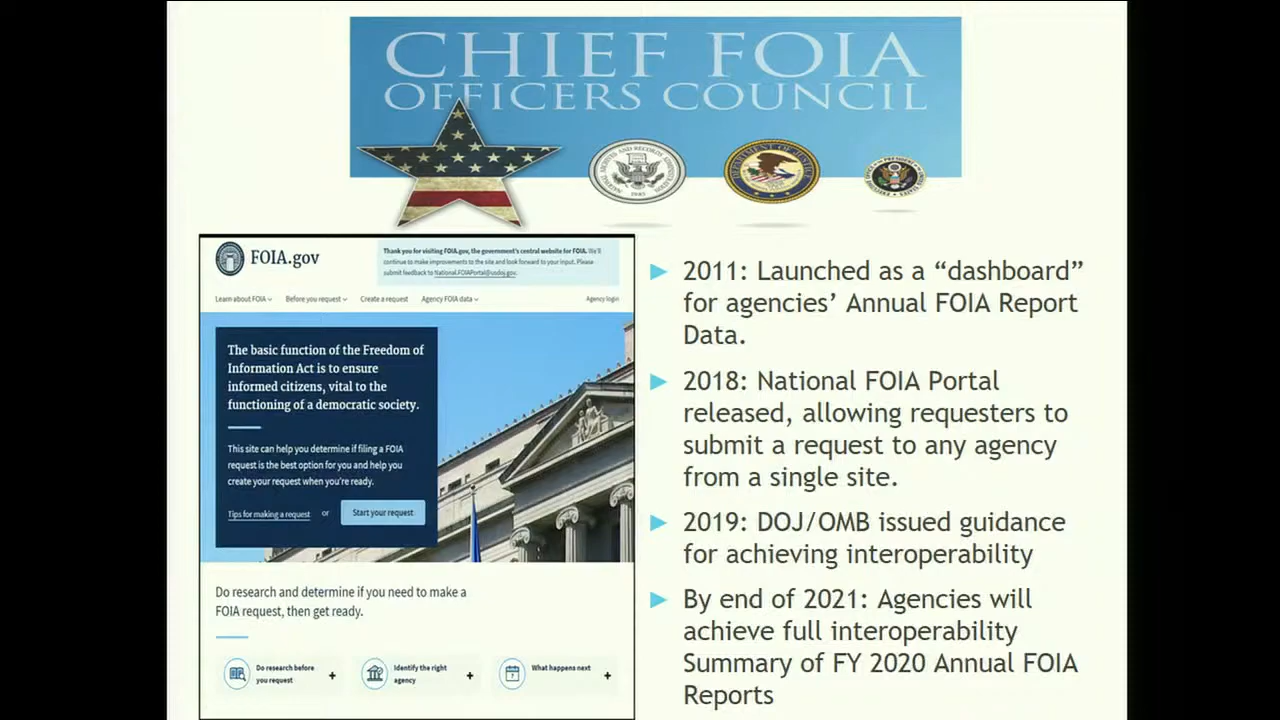 CHIEF FOIA
OFFICERS COUNCIL
FOIA.gov
Thank you for visiting FOIA.gov, the government's central website for FOIA. We'll
continue to make improvements to the site and look forward to your input. Please
submit feedback to National.FOIAPortal@usdoj.gov.
Learn about FOIA
Before you request
Create a request
Agency FOIA data
Agency login
The basic function of the Freedom of
Information Act is to ensure
informed citizens, vital to the
functioning of a democratic society.
This site can help you determine if filing a FOIA
request is the best option for you and help you
create your request when you're ready.
Tips for making a request or Start your request
Do research and determine if you need to make a
FOIA request, then get ready.
Do research before
you request
+
Identify the right
agency
+
What happens next
+
2011: Launched as a “dashboard”
for agencies’ Annual FOIA Report
Data.
2018: National FOIA Portal
released, allowing requesters to
submit a request to any agency
from a single site.
2019: DOJ/OMB issued guidance
for achieving interoperability
By end of 2021: Agencies will
achieve full interoperability
Summary of FY 2020 Annual FOIA
Reports